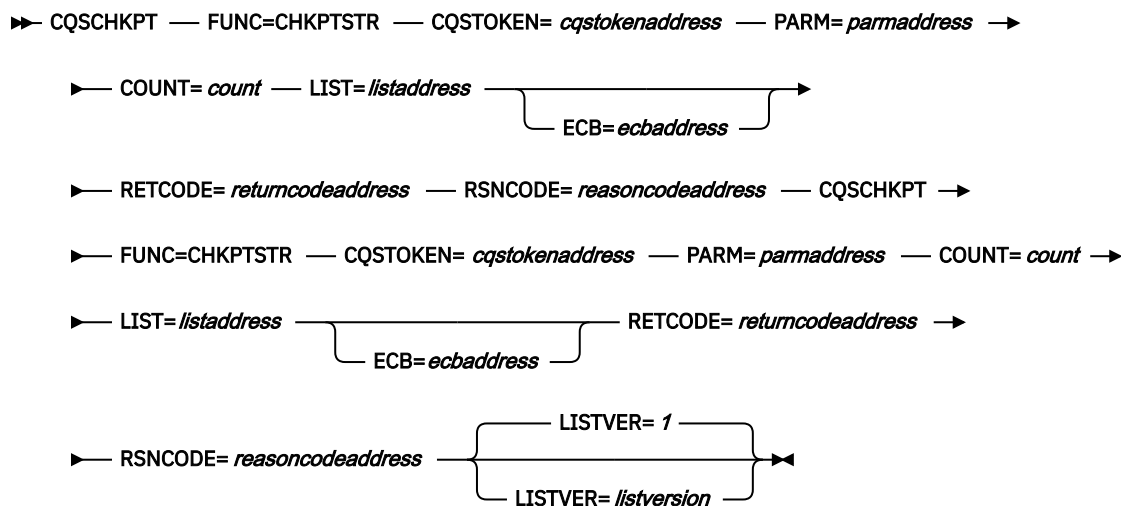 CQSCHKPT FUNC=CHKPTSTR CQSTOKEN= cqstokenaddress PARM= parmaddress
COUNT= count LIST= listaddress
ECB= ecbaddress
RETCODE= returncodeaddress RSNCODE= reasoncodeaddress CQSCHKPT
FUNC=CHKPTSTR CQSTOKEN= cqstokenaddress PARM= parmaddress COUNT= count
LIST= listaddress RETCODE= returncodeaddress
ECB= ecbaddress
LISTVER= 1
RSNCODE= reasoncodeaddress
LISTVER= listversion